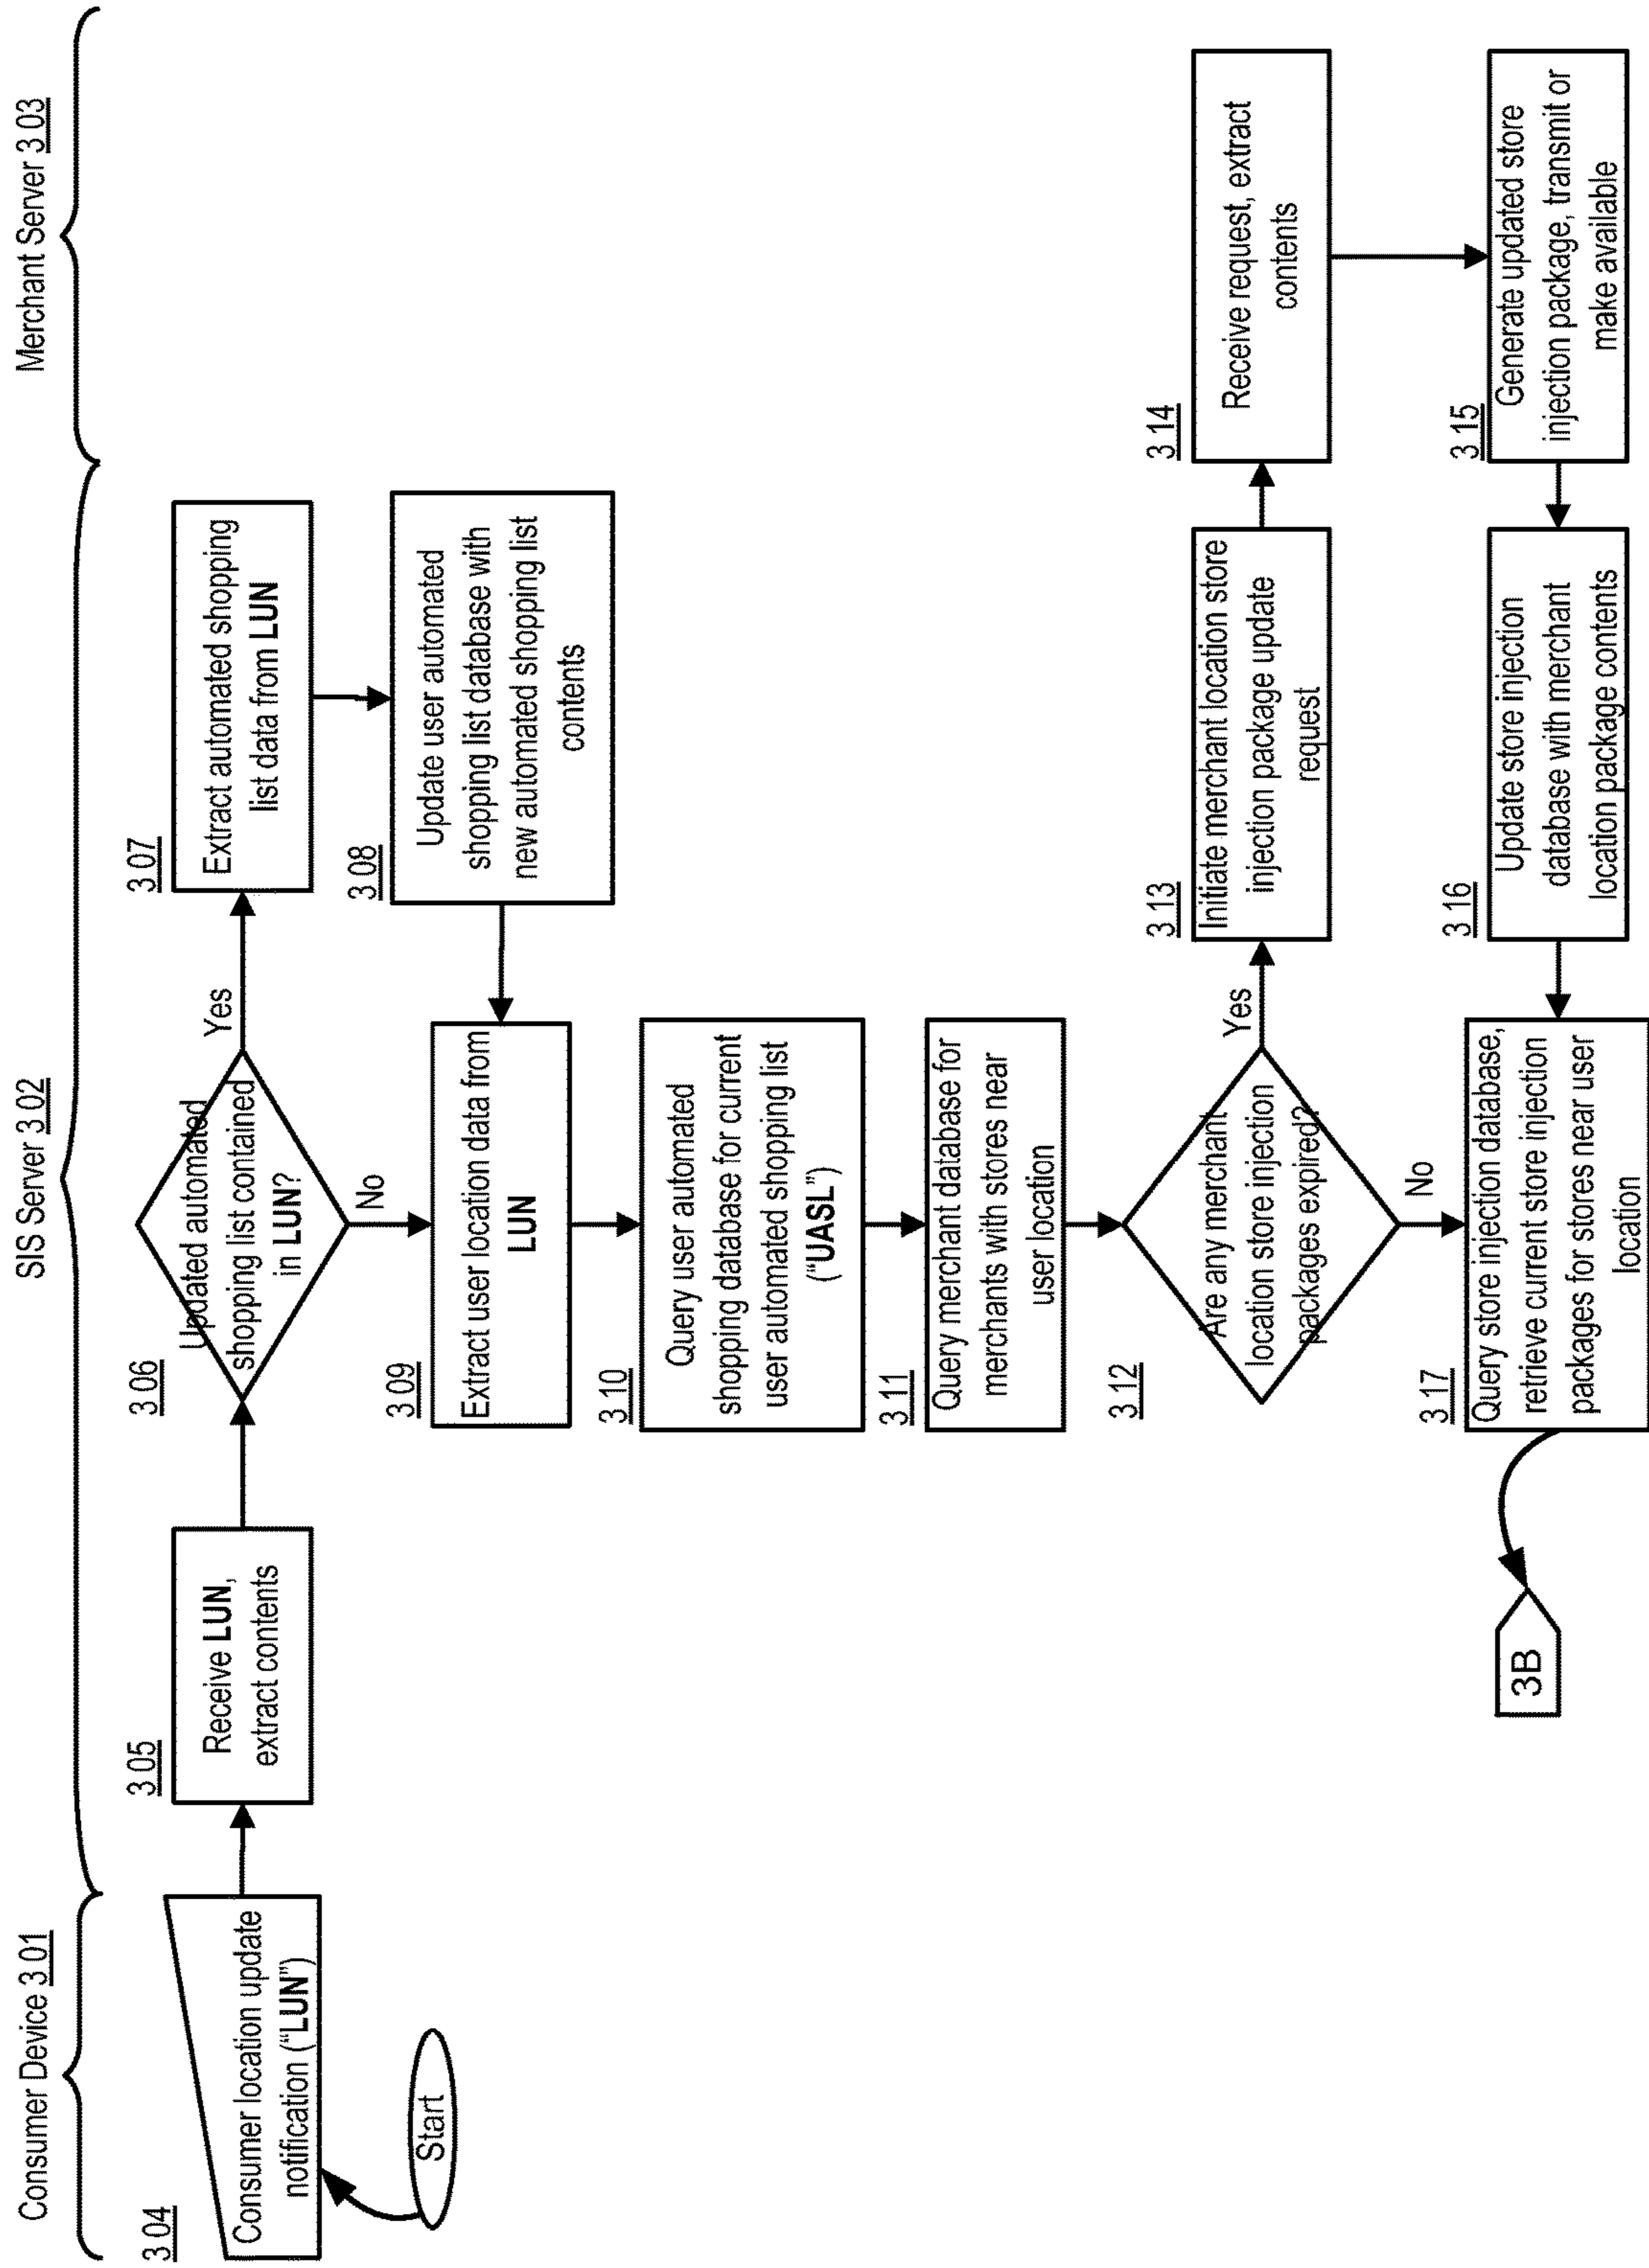 Consumer Device 3 01
SIS Server 3 02
Merchant Server 3 03
3 04
Consumer location update
notification (“LUN”)
Start
3 05
Receive LUN,
extract contents
3 06
Updated automated
shopping list contained
in LUN?
Yes
No
3 07
Extract automated shopping
list data from LUN
3 08
Update user automated
shopping list database with
new automated shopping list
contents
3 09
Extract user location data from
LUN
3 10
Query user automated
shopping database for current
user automated shopping list
(“UASL”)
3 11
Query merchant database for
merchants with stores near
user location
3 12
Are any merchant
location store injection
packages expired?
Yes
No
3 13
Initiate merchant location store
injection package update
request
3 14
Receive request, extract
contents
3 15
Generate updated store
injection package, transmit or
make available
3 16
Update store injection
database with merchant
location package contents
3 17
Query store injection database,
retrieve current store injection
packages for stores near user
location
3B